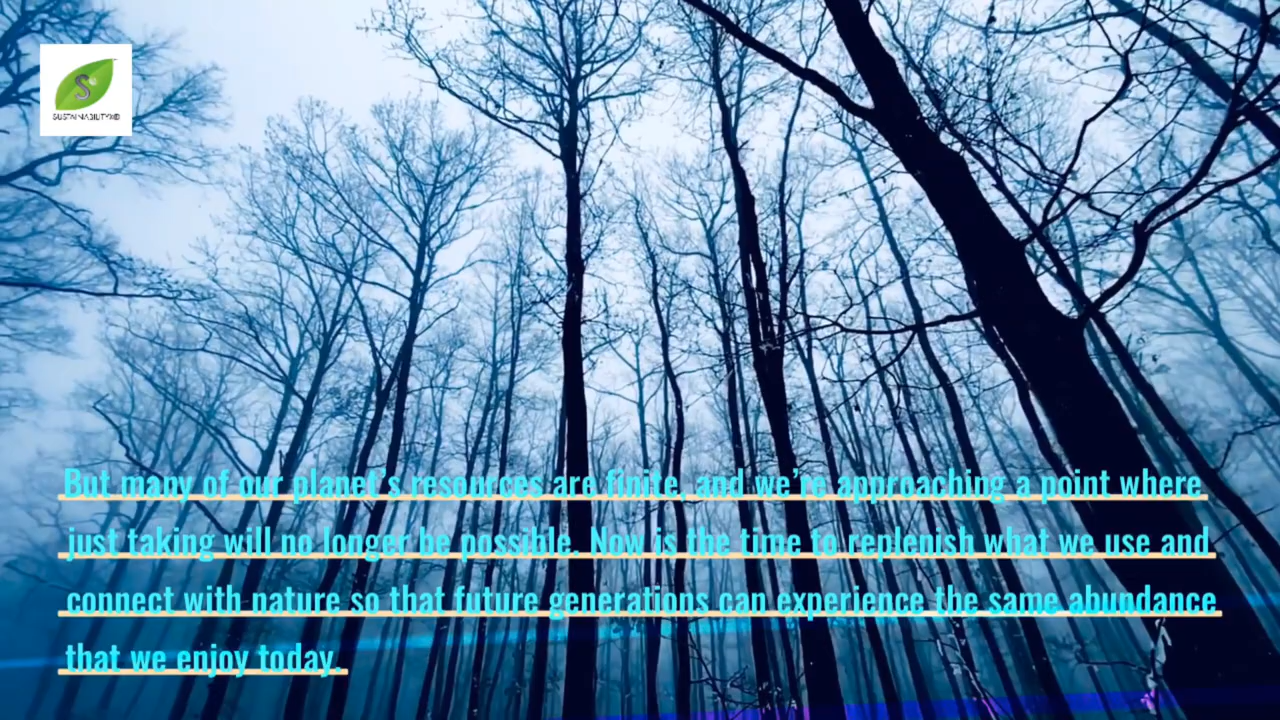 SUSTAINABILITYX®
But many of our planet’s resources are finite, and we’re approaching a point where
just taking will no longer be possible. Now is the time to replenish what we use and
connect with nature so that future generations can experience the same abundance
that we enjoy today.